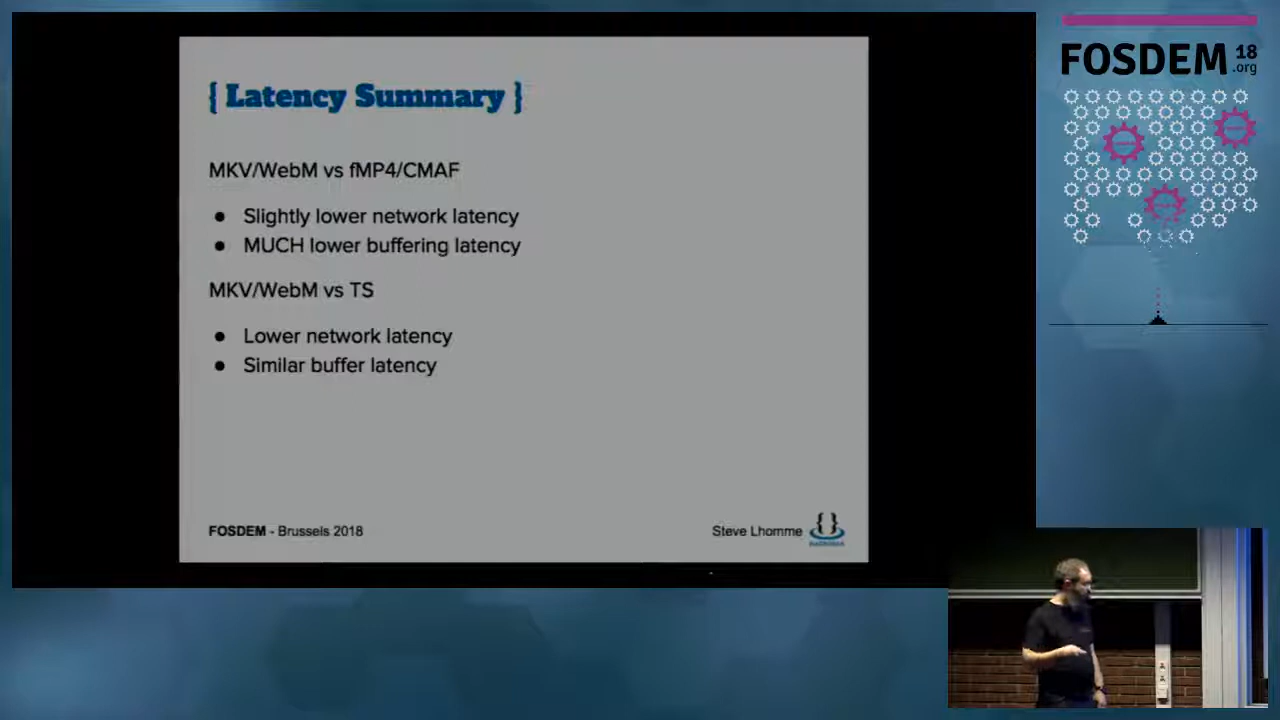 { Latency Summary }
MKV/WebM vs fMP4/CMAF
● Slightly lower network latency
● MUCH lower buffering latency
MKV/WebM vs TS
● Lower network latency
● Similar buffer latency
FOSDEM - Brussels 2018
Steve Lhomme
FOSDEM 18
.org